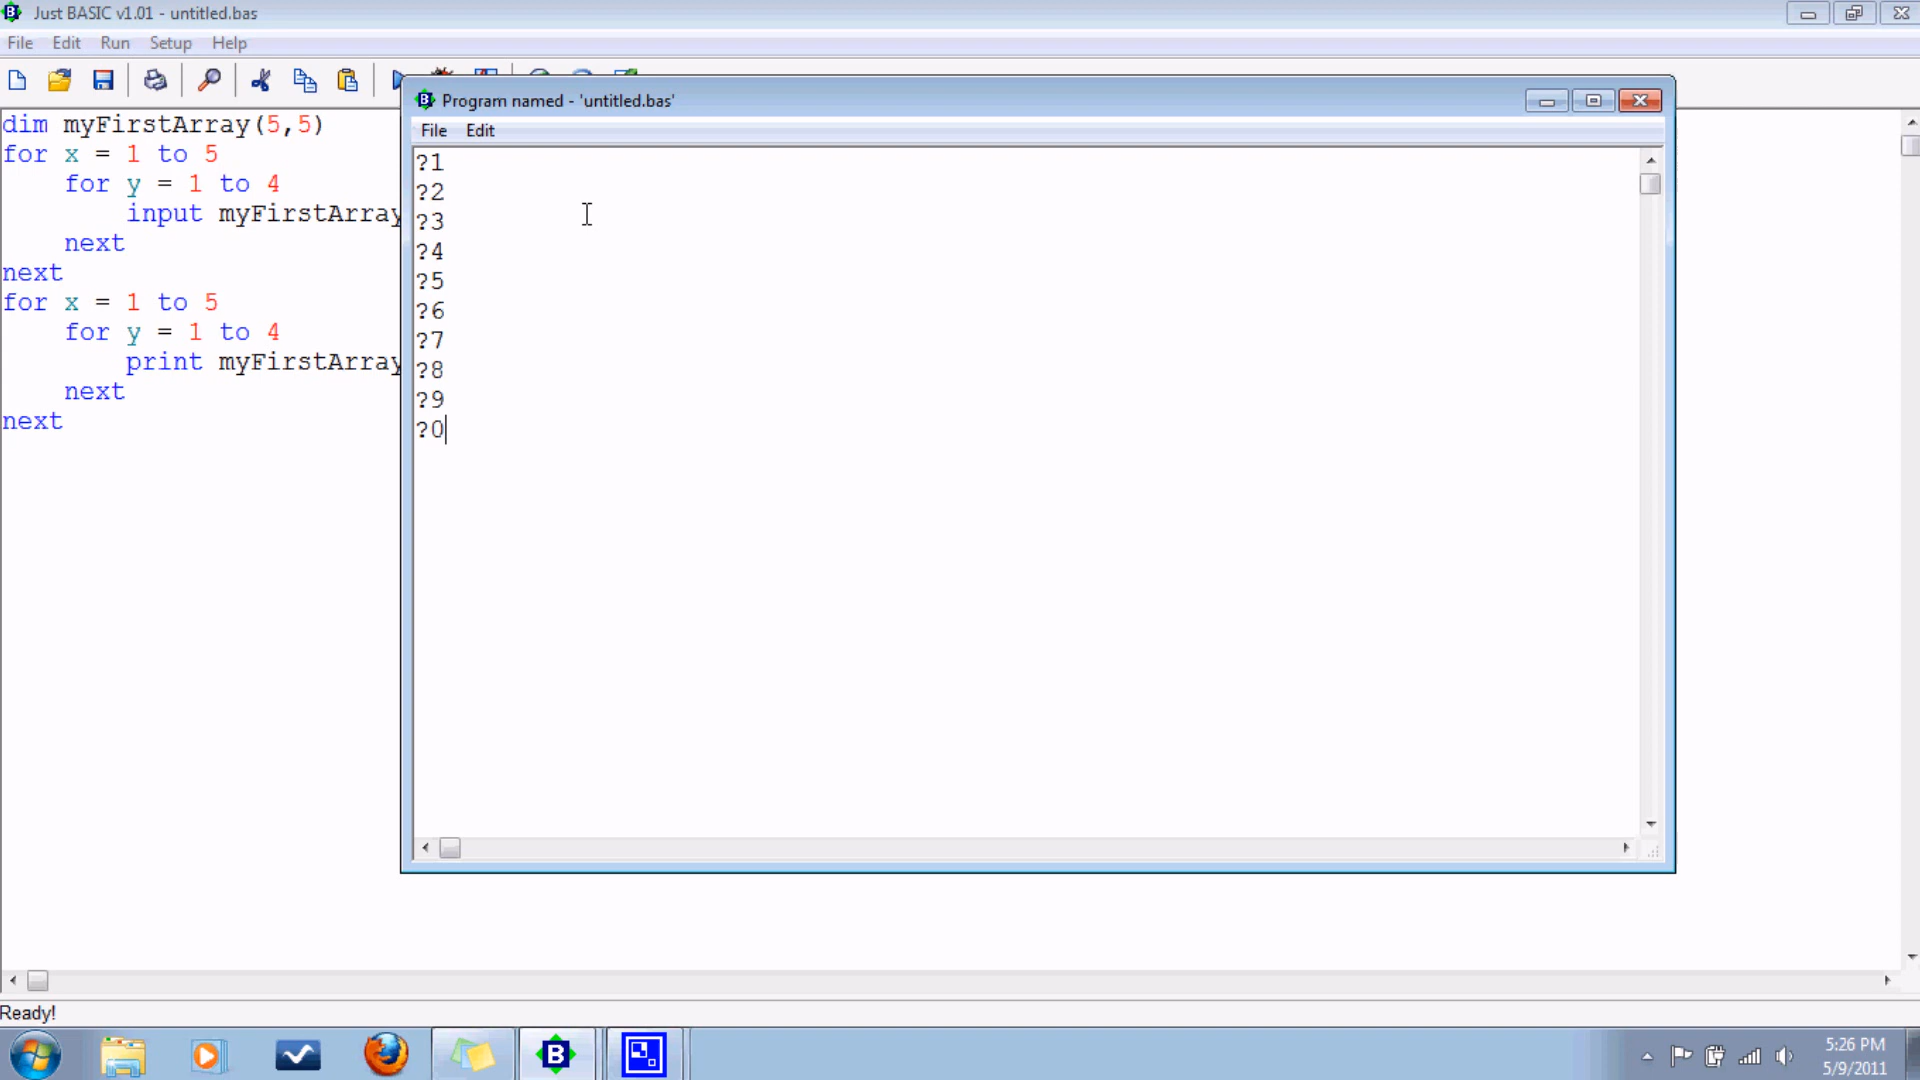 Just BASIC v1.01 - untitled.bas
File Edit Run Setup Help
Program named - 'untitled.bas'
File Edit
dim myFirstArray(5,5)
for x = 1 to 5
for y = 1 to 4
input myFirstArray
next
next
for x = 1 to 5
for y = 1 to 4
print myFirstArray
next
next
?1
?2
?3
?4
?5
?6
?7
?8
?9
?0
Ready!
5:26 PM
5/9/2011